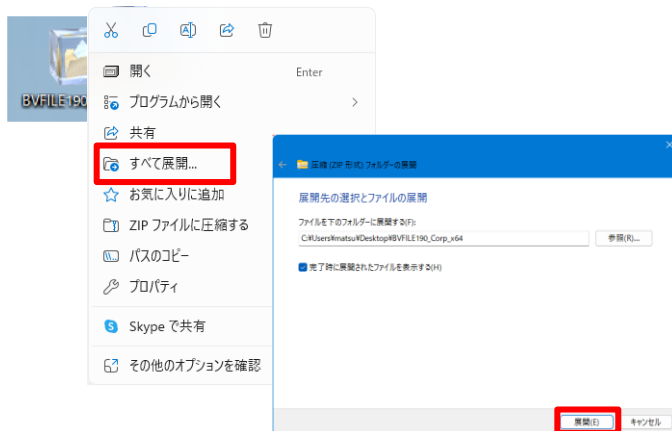 BVFILE190
開く Enter
プログラムから開く
共有
すべて展開...
お気に入りに追加
ZIP ファイルに圧縮する
パスのコピー
プロパティ
Skype で共有
その他のオプションを確認
圧縮 (ZIP 形式) フォルダーの展開
展開先の選択とファイルの展開
ファイルを下のフォルダーに展開する(F):
C:¥Users¥matsu¥Desktop¥BVFILE190_Corp_x64
参照(R)...
完了時に展開されたファイルを表示する(H)
展開(E)
キャンセル